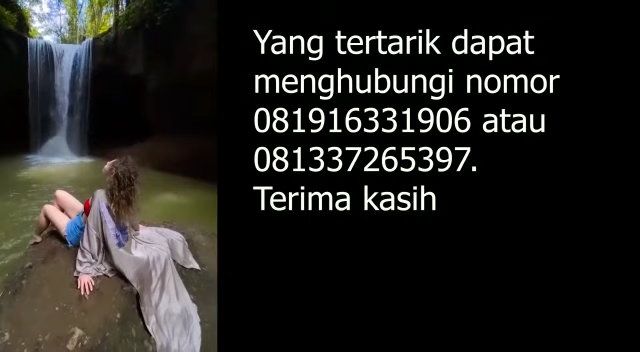 Yang tertarik dapat
menghubungi nomor
081916331906 atau
081337265397.
Terima kasih